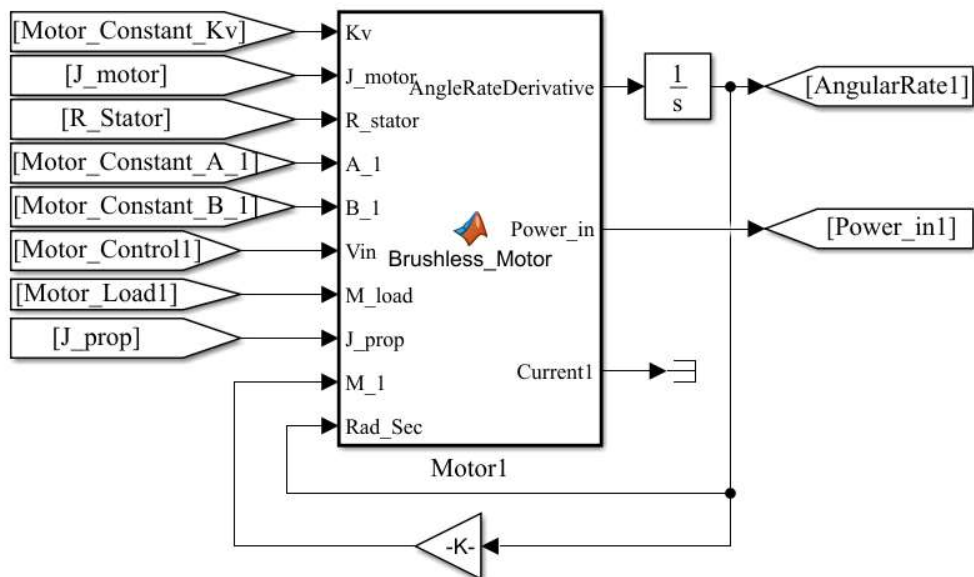 [Motor_Constant_Kv]
[J_motor]
[R_Stator]
[Motor_Constant_A_1]
[Motor_Constant_B_1]
[Motor_Control1]
[Motor_Load1]
[J_prop]
Kv
J_motor
R_stator
A_1
B_1
Vin
M_load
J_prop
M_1
Rad_Sec
Brushless_Motor
AngleRateDerivative
Power_in
Current1
Motor1
1
s
[AngularRate1]
[Power_in1]
-K-